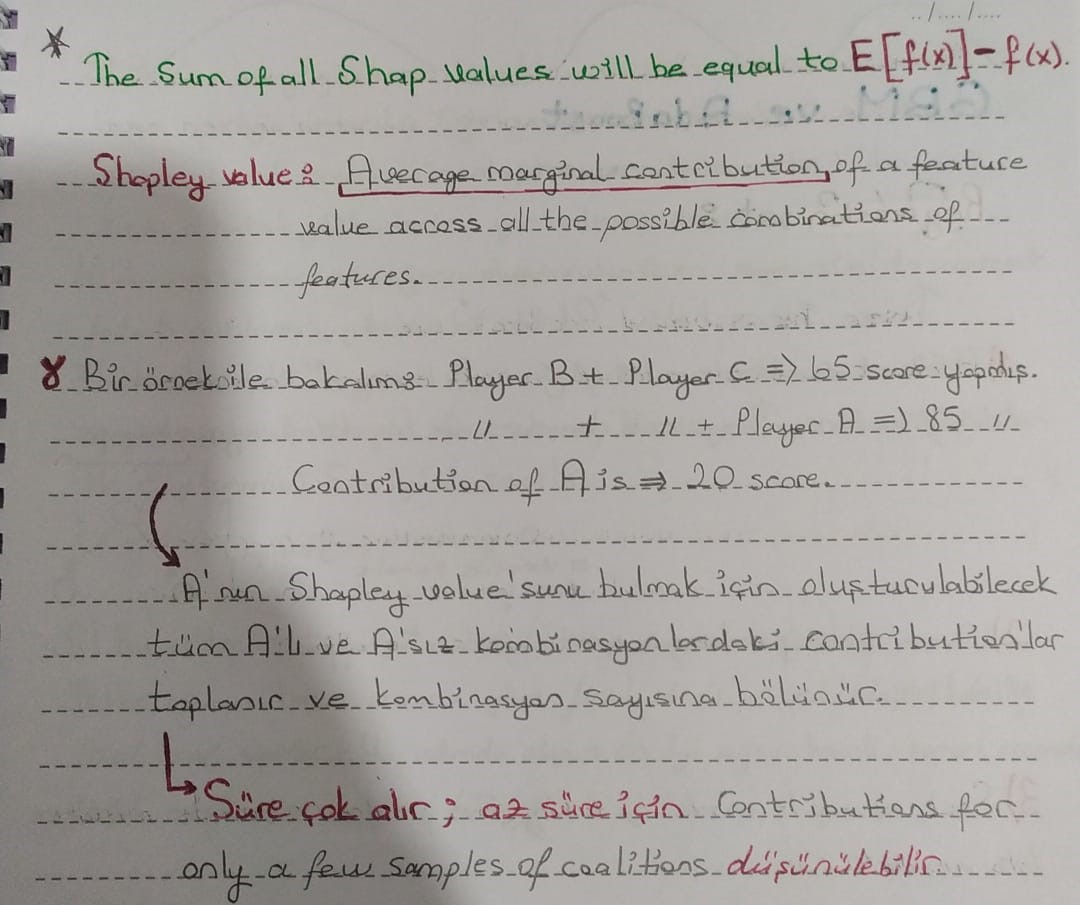 ../..../....
* The Sum of all Shap values will be equal to E[f(x)] - f(x).
Shapley value: Average marginal contribution, of a feature
value across all the possible combinations of
features.
Bir örnek ile bakalım: Player B + Player C => 65 score yapmış.
" + " + Player A => 85 "
Contribution of A is => 20 score.
A'nın Shapley value'sunu bulmak için oluşturulabilecek
tüm A'lı ve A'sız kombinasyonlardaki contribution'lar
toplanır ve kombinasyon sayısına bölünür.
Süre çok alır; az süre için Contributions for
only a few samples of coalitions düşünülebilir.